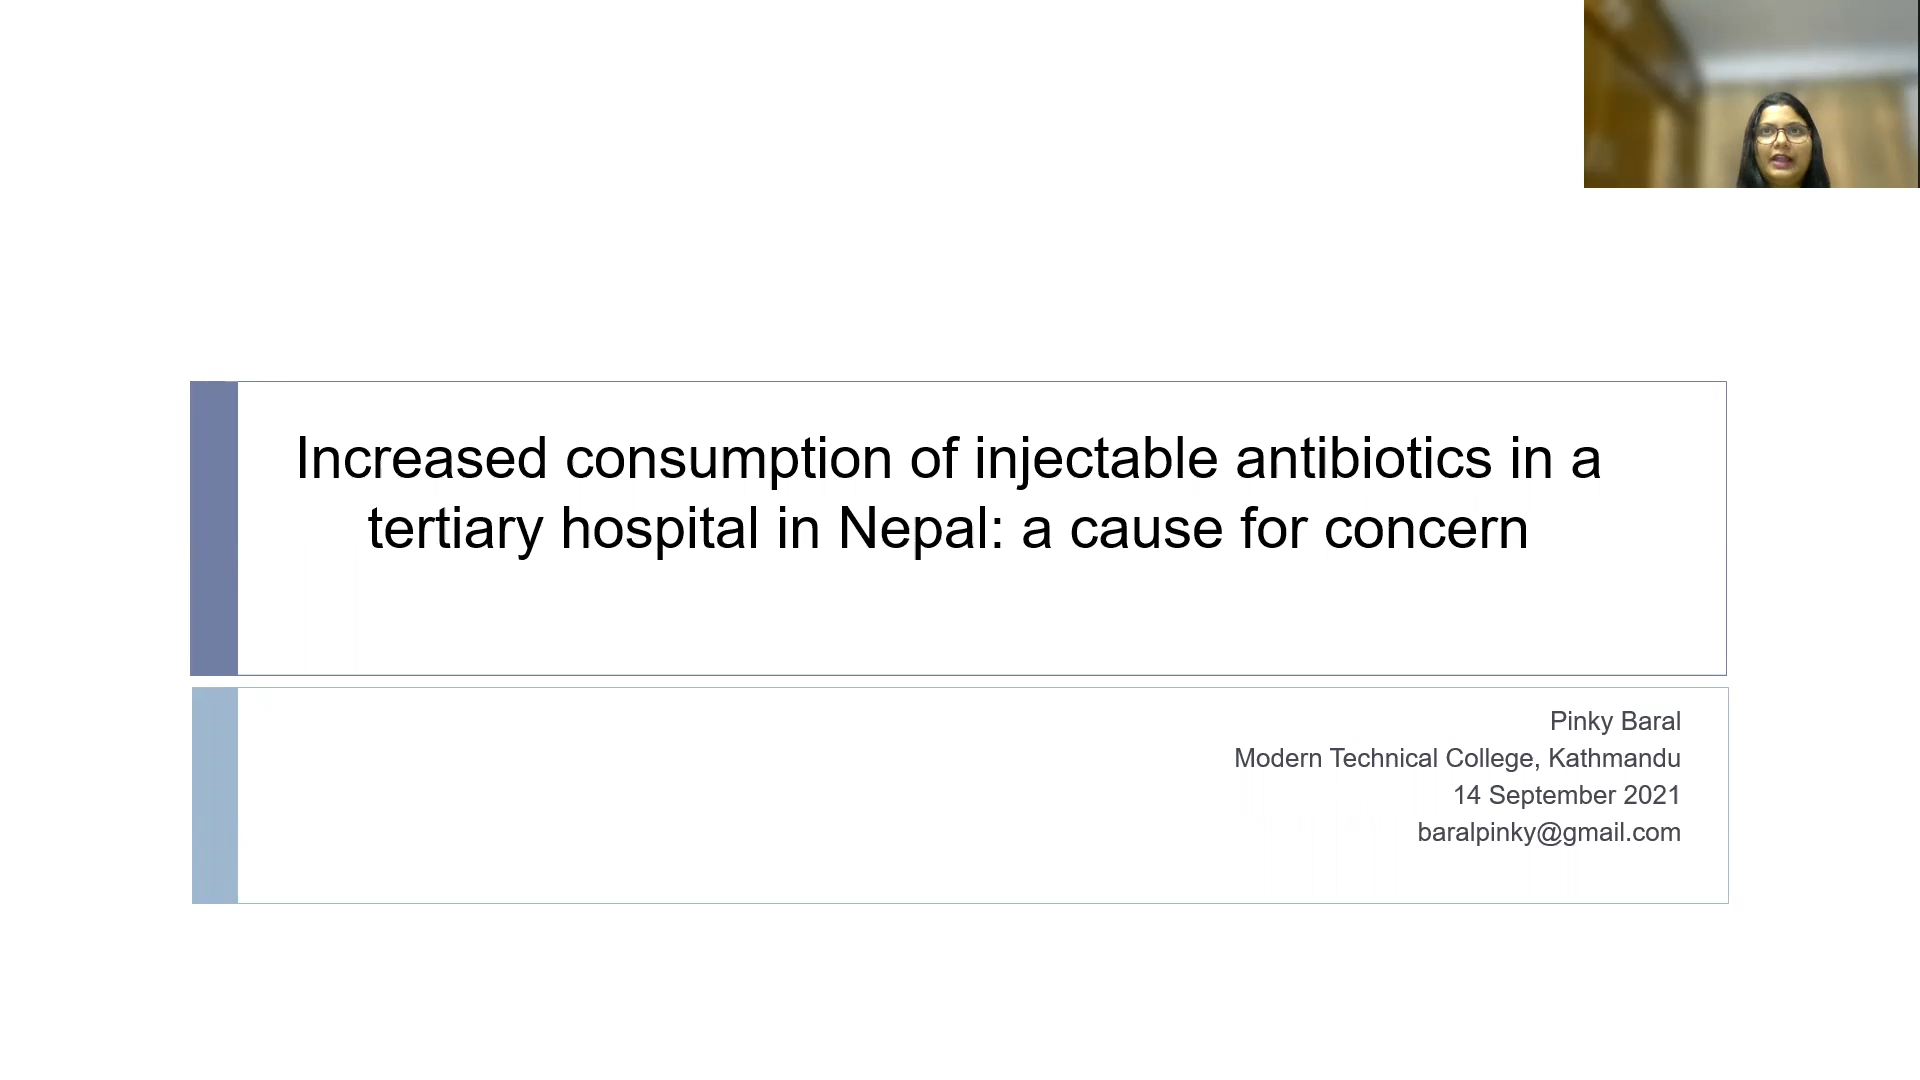 Increased consumption of injectable antibiotics in a
tertiary hospital in Nepal: a cause for concern
Pinky Baral
Modern Technical College, Kathmandu
14 September 2021
baralpinky@gmail.com